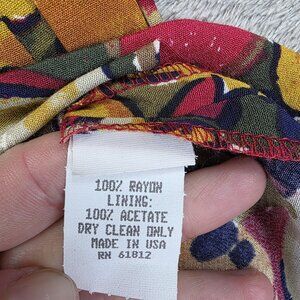 100% RAYON
LINING:
100% ACETATE
DRY CLEAN ONLY
MADE IN USA
RN 61812